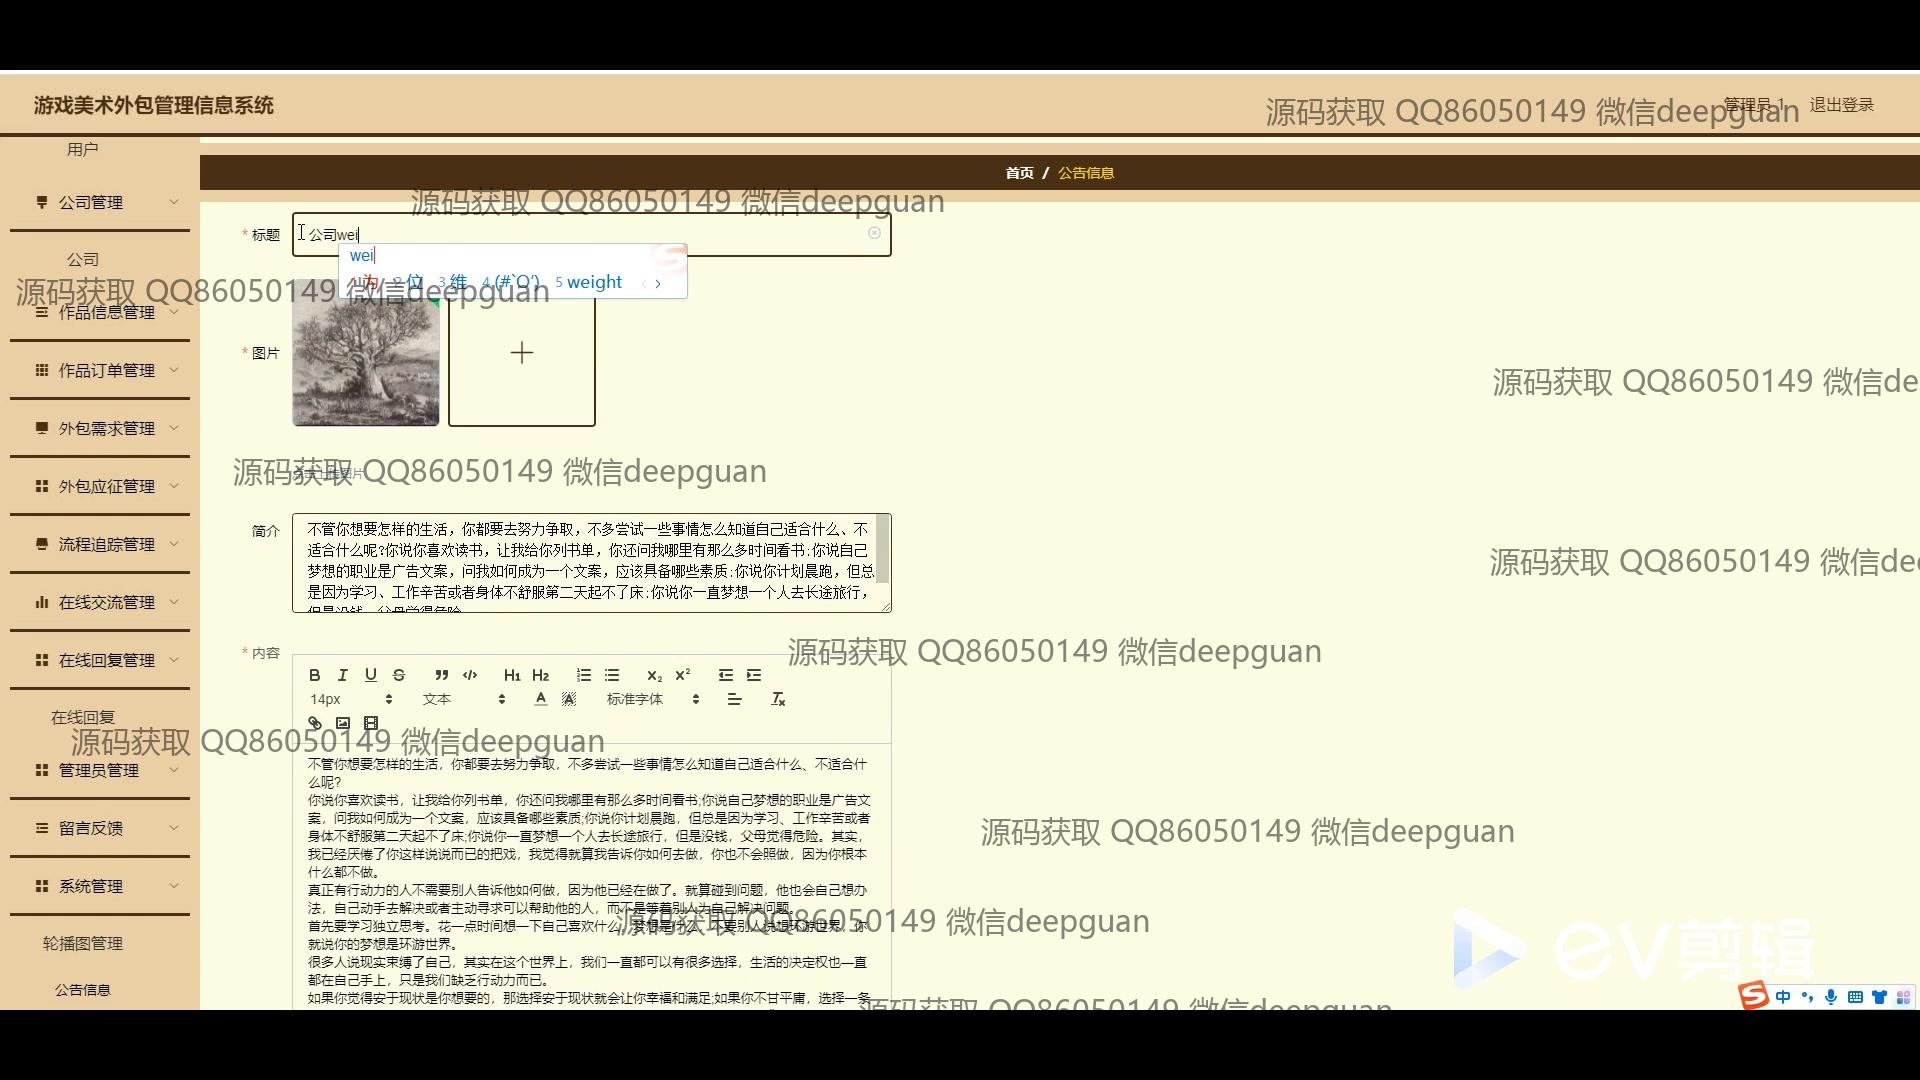 游戏美术外包管理信息系统
管理员 1
退出登录
源码获取 QQ86050149 微信deepguan
用户
公司管理
首页 / 公告信息
源码获取 QQ86050149 微信deepguan
* 标题
公司wei
wei
1 为 2 位 3 维 4 (#`O′) 5 weight
公司
源码获取 QQ86050149 微信deepguan
作品信息管理
* 图片
作品订单管理
源码获取 QQ86050149 微信de
外包需求管理
点击上传图片
源码获取 QQ86050149 微信deepguan
外包应征管理
简介
不管你想要怎样的生活，你都要去努力争取，不多尝试一些事情怎么知道自己适合什么、不
适合什么呢?你说你喜欢读书，让我给你列书单，你还问我哪里有那么多时间看书;你说自己
梦想的职业是广告文案，问我如何成为一个文案，应该具备哪些素质;你说你计划晨跑，但总
是因为学习、工作辛苦或者身体不舒服第二天起不了床;你说你一直梦想一个人去长途旅行，
但是没钱，父母觉得危险
流程追踪管理
源码获取 QQ86050149 微信dee
在线交流管理
在线回复管理
* 内容
源码获取 QQ86050149 微信deepguan
B I U S H1 H2 x2 x2
14px 文本 A A 标准字体 Tx
在线回复
源码获取 QQ86050149 微信deepguan
管理员管理
不管你想要怎样的生活，你都要去努力争取，不多尝试一些事情怎么知道自己适合什么、不适合什
么呢?
你说你喜欢读书，让我给你列书单，你还问我哪里有那么多时间看书;你说自己梦想的职业是广告文
案，问我如何成为一个文案，应该具备哪些素质;你说你计划晨跑，但总是因为学习、工作辛苦或者
身体不舒服第二天起不了床;你说你一直梦想一个人去长途旅行，但是没钱，父母觉得危险。其实，
我已经厌倦了你这样说说而已的把戏，我觉得就算我告诉你如何去做，你也不会照做，因为你根本
什么都不做。
真正有行动力的人不需要别人告诉他如何做，因为他已经在做了。就算碰到问题，他也会自己想办
法，自己动手去解决或者主动寻求可以帮助他的人，而不是等着别人为自己解决问题。
首先要学习独立思考。花一点时间想一下自己喜欢什么，梦想是什么，不要别人说想环游世界，你
就说你的梦想是环游世界。
很多人说现实束缚了自己，其实在这个世界上，我们一直都可以有很多选择，生活的决定权也—直
都在自己手上，只是我们缺乏行动力而已。
如果你觉得安于现状是你想要的，那选择安于现状就会让你幸福和满足;如果你不甘平庸，选择一条
留言反馈
源码获取 QQ86050149 微信deepguan
系统管理
源码获取 QQ86050149 微信deepguan
轮播图管理
EV剪辑
公告信息
源码获取 QQ86050149 微信deepguan
S 中